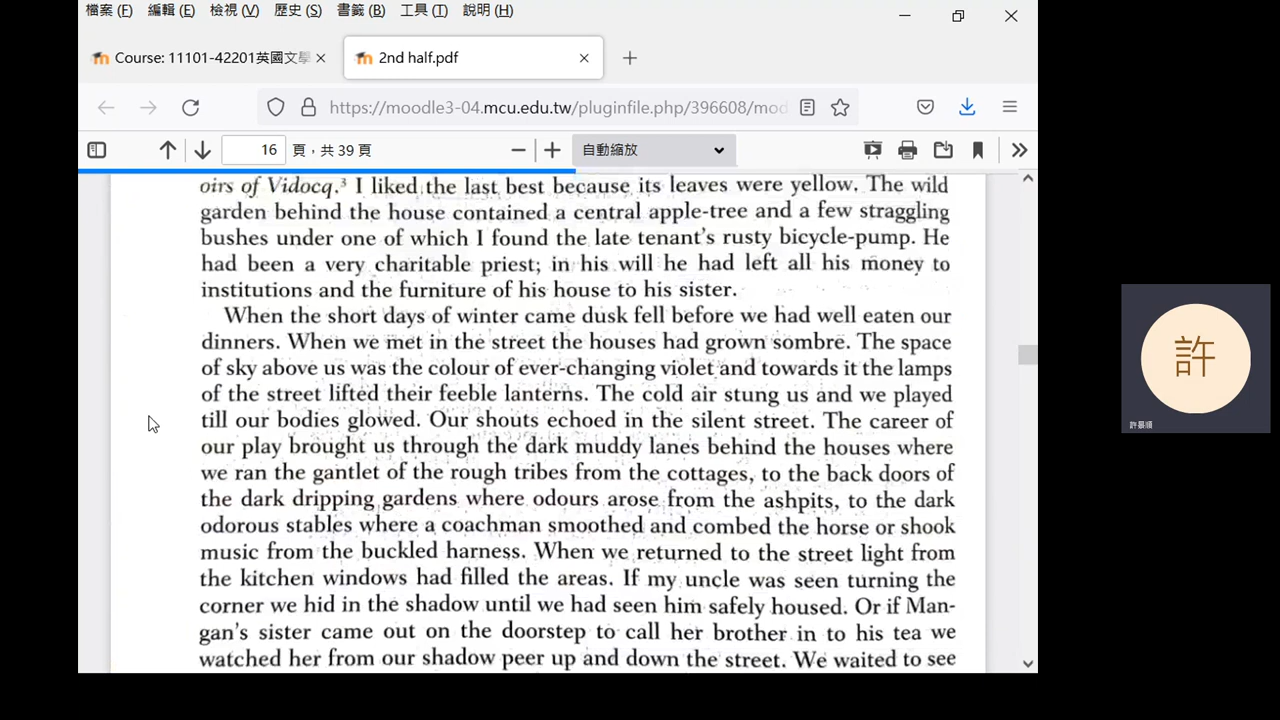 檔案 (F) 編輯 (E) 檢視 (V) 歷史 (S) 書籤 (B) 工具 (T) 說明 (H)
Course: 11101-42201英國文學
2nd half.pdf
https://moodle3-04.mcu.edu.tw/pluginfile.php/396608/mod
16 頁，共 39 頁
自動縮放
oirs of Vidocq.³ I liked the last best because its leaves were yellow. The wild
garden behind the house contained a central apple-tree and a few straggling
bushes under one of which I found the late tenant's rusty bicycle-pump. He
had been a very charitable priest; in his will he had left all his money to
institutions and the furniture of his house to his sister.
When the short days of winter came dusk fell before we had well eaten our
dinners. When we met in the street the houses had grown sombre. The space
of sky above us was the colour of ever-changing violet and towards it the lamps
of the street lifted their feeble lanterns. The cold air stung us and we played
till our bodies glowed. Our shouts echoed in the silent street. The career of
our play brought us through the dark muddy lanes behind the houses where
we ran the gantlet of the rough tribes from the cottages, to the back doors of
the dark dripping gardens where odours arose from the ashpits, to the dark
odorous stables where a coachman smoothed and combed the horse or shook
music from the buckled harness. When we returned to the street light from
the kitchen windows had filled the areas. If my uncle was seen turning the
corner we hid in the shadow until we had seen him safely housed. Or if Man-
gan's sister came out on the doorstep to call her brother in to his tea we
watched her from our shadow peer up and down the street. We waited to see
許